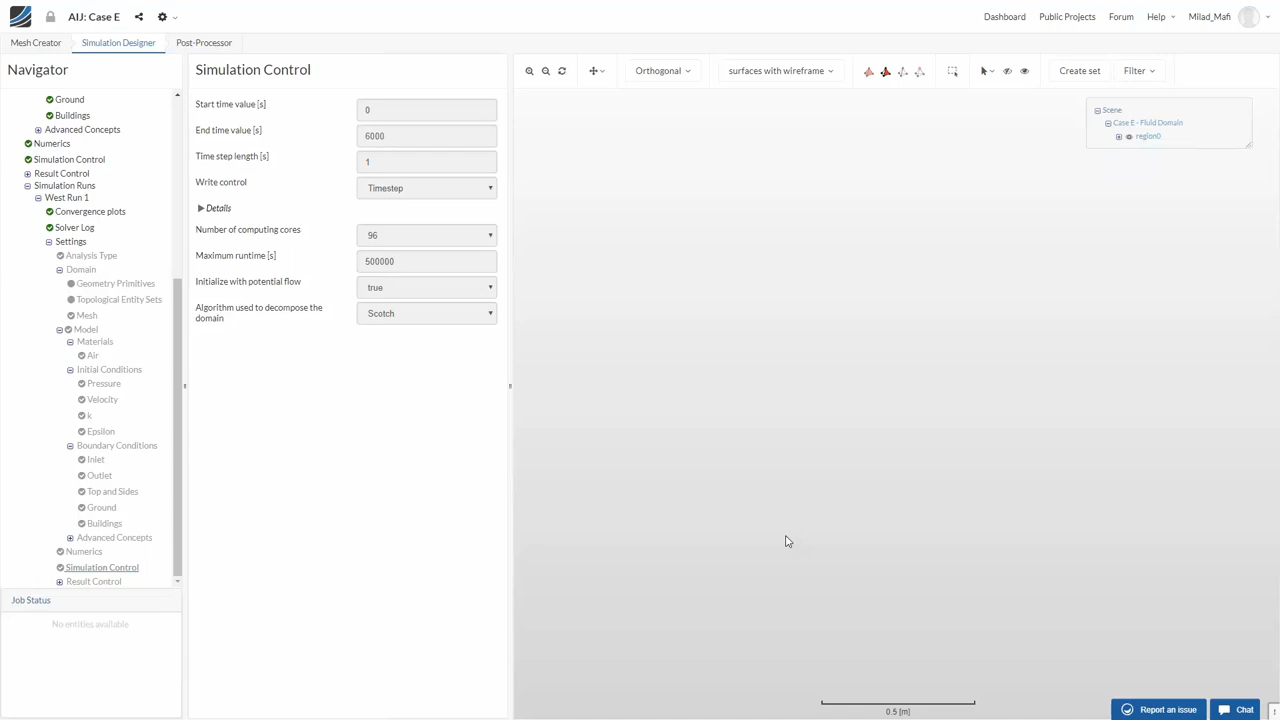 AIJ: Case E
Dashboard
Public Projects
Forum
Help
Milad_Mafi
Mesh Creator
Simulation Designer
Post-Processor
Navigator
Ground
Buildings
Advanced Concepts
Numerics
Simulation Control
Result Control
Simulation Runs
West Run 1
Convergence plots
Solver Log
Settings
Analysis Type
Domain
Geometry Primitives
Topological Entity Sets
Mesh
Model
Materials
Air
Initial Conditions
Pressure
Velocity
k
Epsilon
Boundary Conditions
Inlet
Outlet
Top and Sides
Ground
Buildings
Advanced Concepts
Numerics
Simulation Control
Result Control
Job Status
No entities available
Simulation Control
Start time value [s]
0
End time value [s]
6000
Time step length [s]
1
Write control
Timestep
Details
Number of computing cores
96
Maximum runtime [s]
500000
Initialize with potential flow
true
Algorithm used to decompose the
domain
Scotch
Orthogonal
surfaces with wireframe
Create set
Filter
Scene
Case E - Fluid Domain
region0
0.5 [m]
Report an issue
Chat